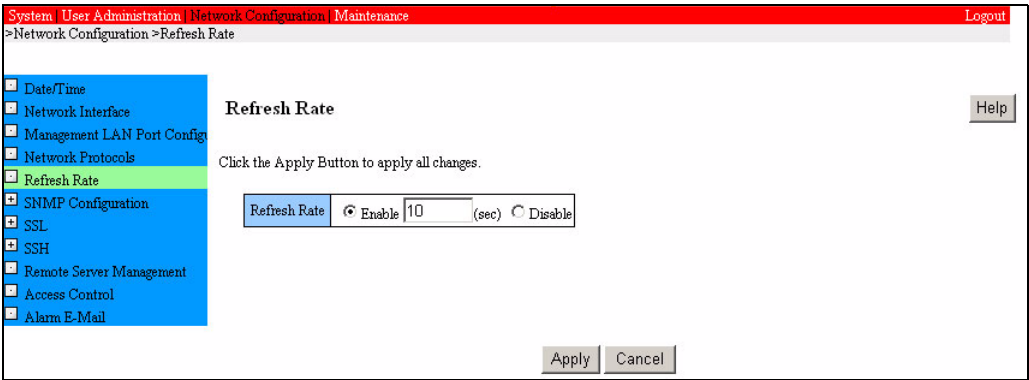 System | User Administration | Network Configuration | Maintenance Logout
>Network Configuration >Refresh Rate
Date/Time
Network Interface
Management LAN Port Config
Network Protocols
Refresh Rate
SNMP Configuration
SSL
SSH
Remote Server Management
Access Control
Alarm E-Mail
Refresh Rate
Help
Click the Apply Button to apply all changes.
Refresh Rate Enable 10 (sec) Disable
Apply Cancel